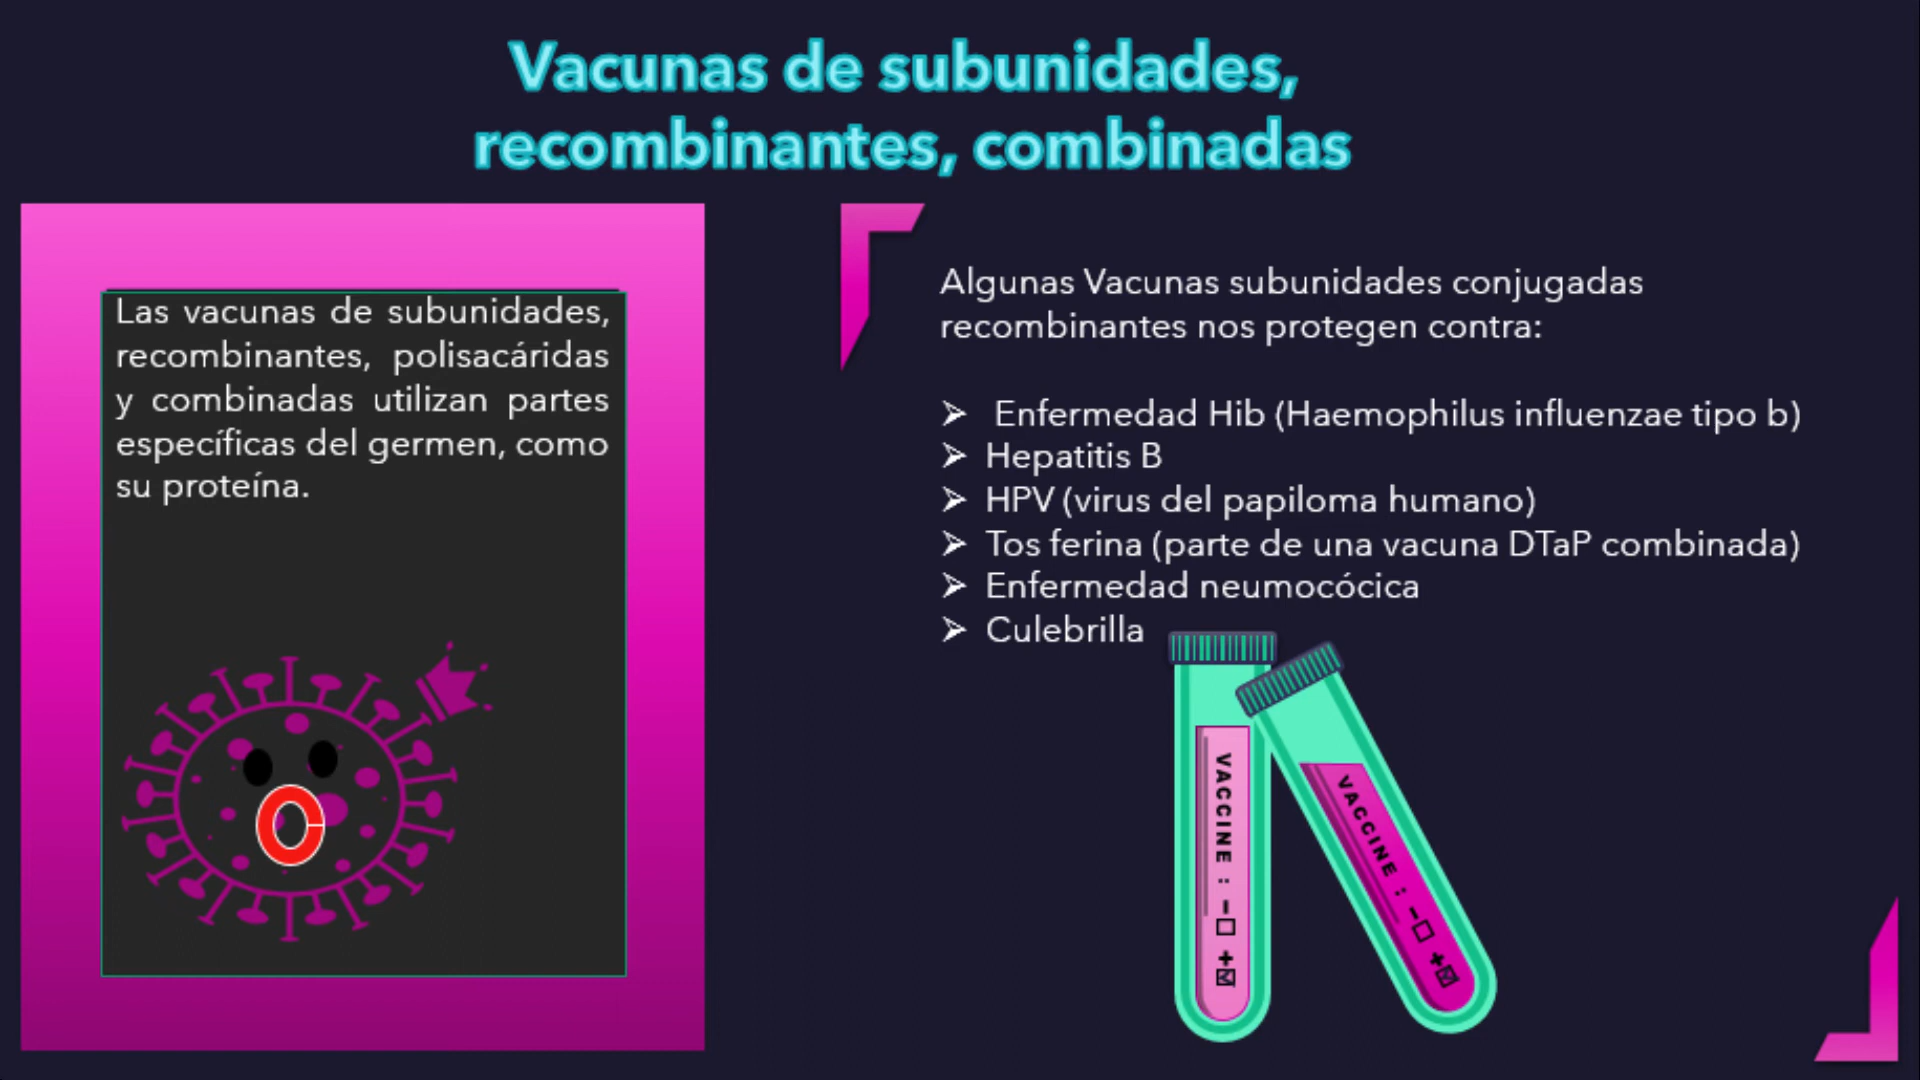 Vacunas de subunidades,
recombinantes, combinadas
Las vacunas de subunidades,
recombinantes, polisacáridas
y combinadas utilizan partes
específicas del germen, como
su proteína.
Algunas Vacunas subunidades conjugadas
recombinantes nos protegen contra:
➢ Enfermedad Hib (Haemophilus influenzae tipo b)
➢ Hepatitis B
➢ HPV (virus del papiloma humano)
➢ Tos ferina (parte de una vacuna DTaP combinada)
➢ Enfermedad neumocócica
➢ Culebrilla
VACCINE : -☐ +☑
VACCINE : -☐ +☑